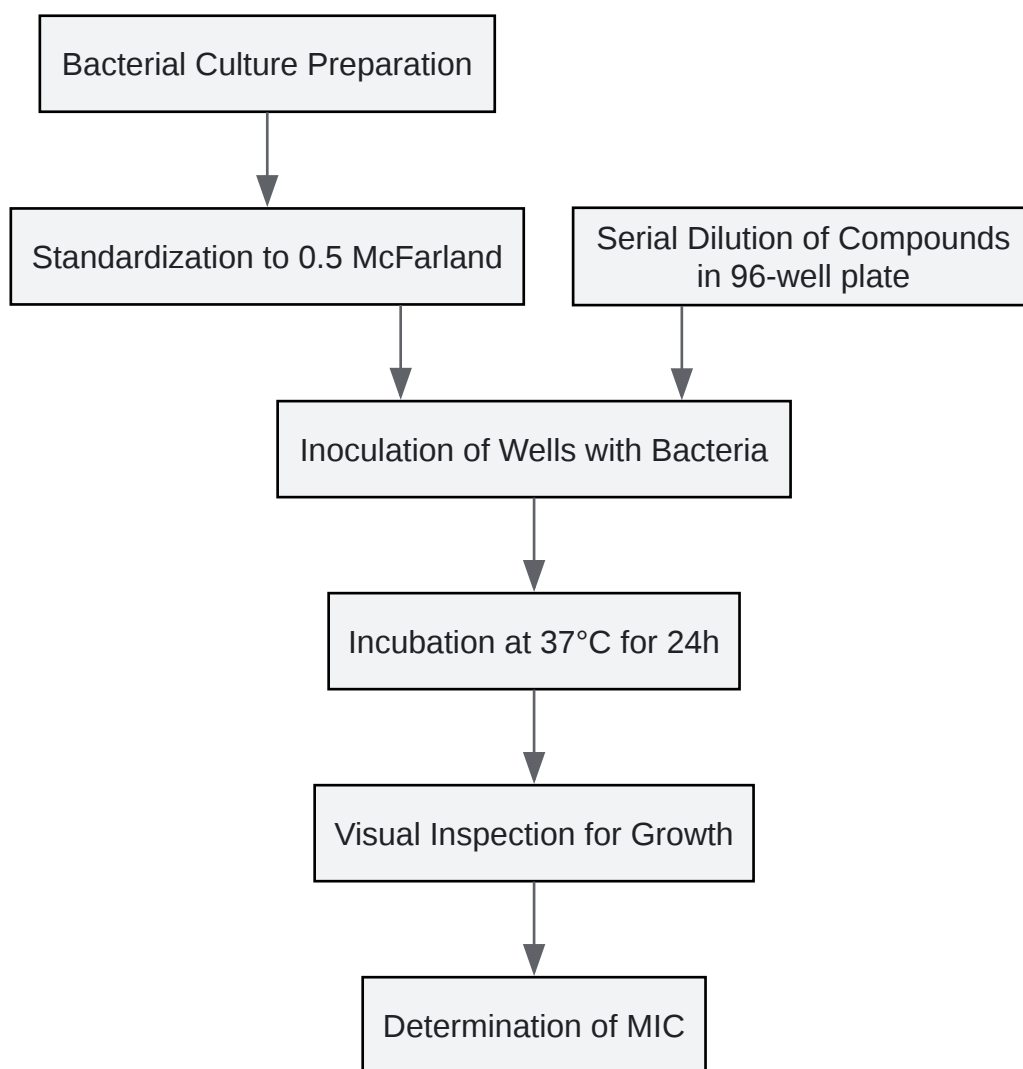 Bacterial Culture Preparation
Standardization to 0.5 McFarland
Serial Dilution of Compounds
in 96-well plate
Inoculation of Wells with Bacteria
Incubation at 37°C for 24h
Visual Inspection for Growth
Determination of MIC